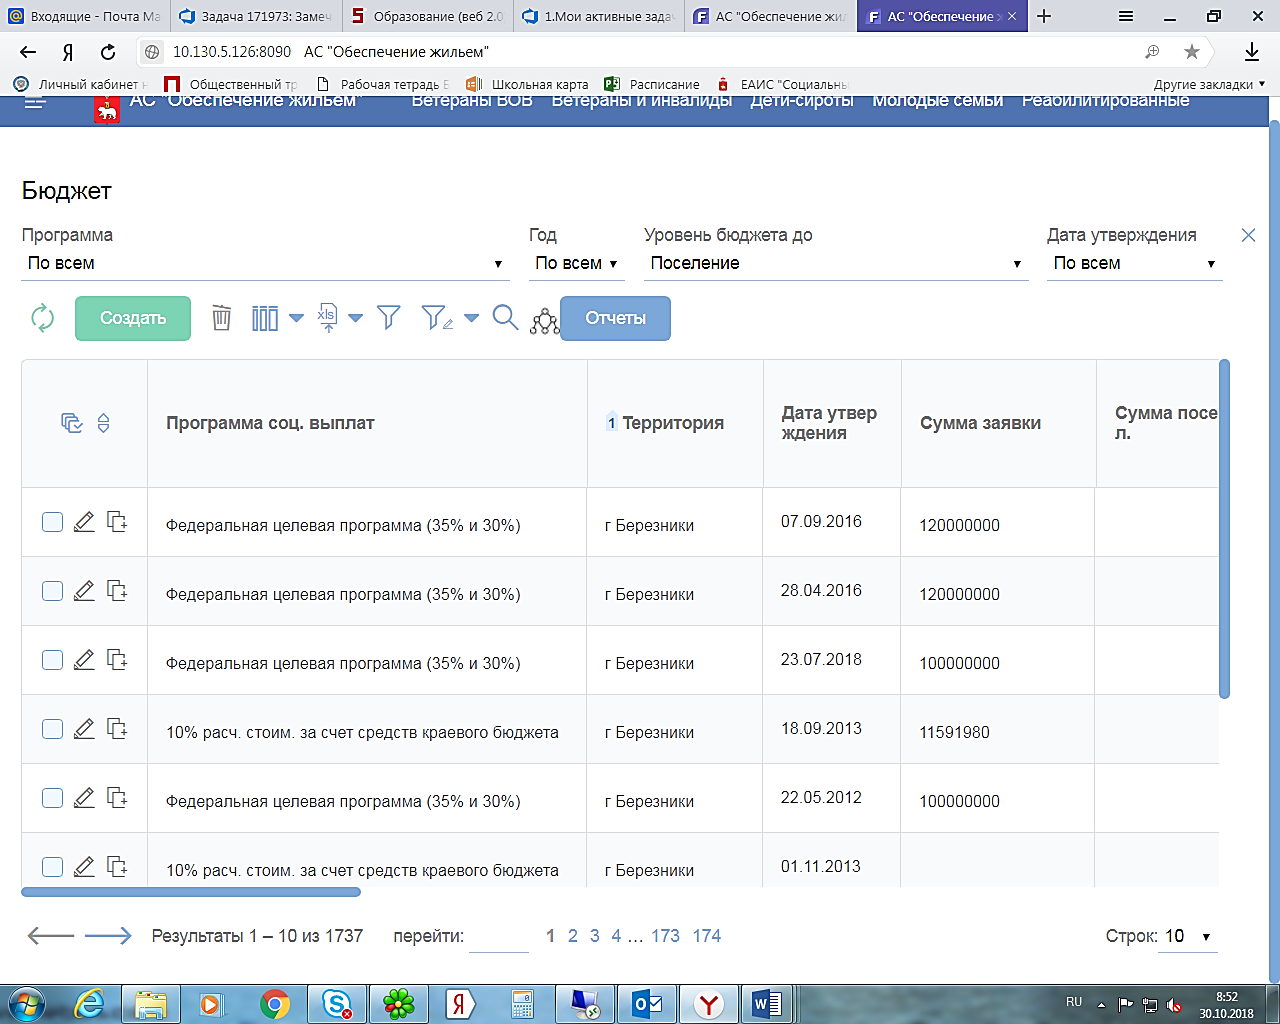 Входящие - Почта Ма
Задача 171973: Замеч
Образование (веб 2.0
1.Мои активные задач
АС "Обеспечение жил
АС "Обеспечение ж
10.130.5.126:8090 АС "Обеспечение жильем"
Личный кабинет н
Общественный тр
Рабочая тетрадь Б
Школьная карта
Расписание
ЕАИС "Социальны
Другие закладки
АС "Обеспечение жильем" Ветераны ВОВ Ветераны и инвалиды Дети-сироты Молодые семьи Реабилитированные
Бюджет
Программа Год Уровень бюджета до Дата утверждения
По всем По всем Поселение По всем
Создать xls Отчеты
Программа соц. выплат 1 Территория Дата утвер
ждения Сумма заявки Сумма посе
л.
Федеральная целевая программа (35% и 30%) г Березники 07.09.2016 120000000
Федеральная целевая программа (35% и 30%) г Березники 28.04.2016 120000000
Федеральная целевая программа (35% и 30%) г Березники 23.07.2018 100000000
10% расч. стоим. за счет средств краевого бюджета г Березники 18.09.2013 11591980
Федеральная целевая программа (35% и 30%) г Березники 22.05.2012 100000000
10% расч. стоим. за счет средств краевого бюджета г Березники 01.11.2013
Результаты 1 – 10 из 1737 перейти: 1 2 3 4 ... 173 174 Строк: 10
RU 8:52
30.10.2018